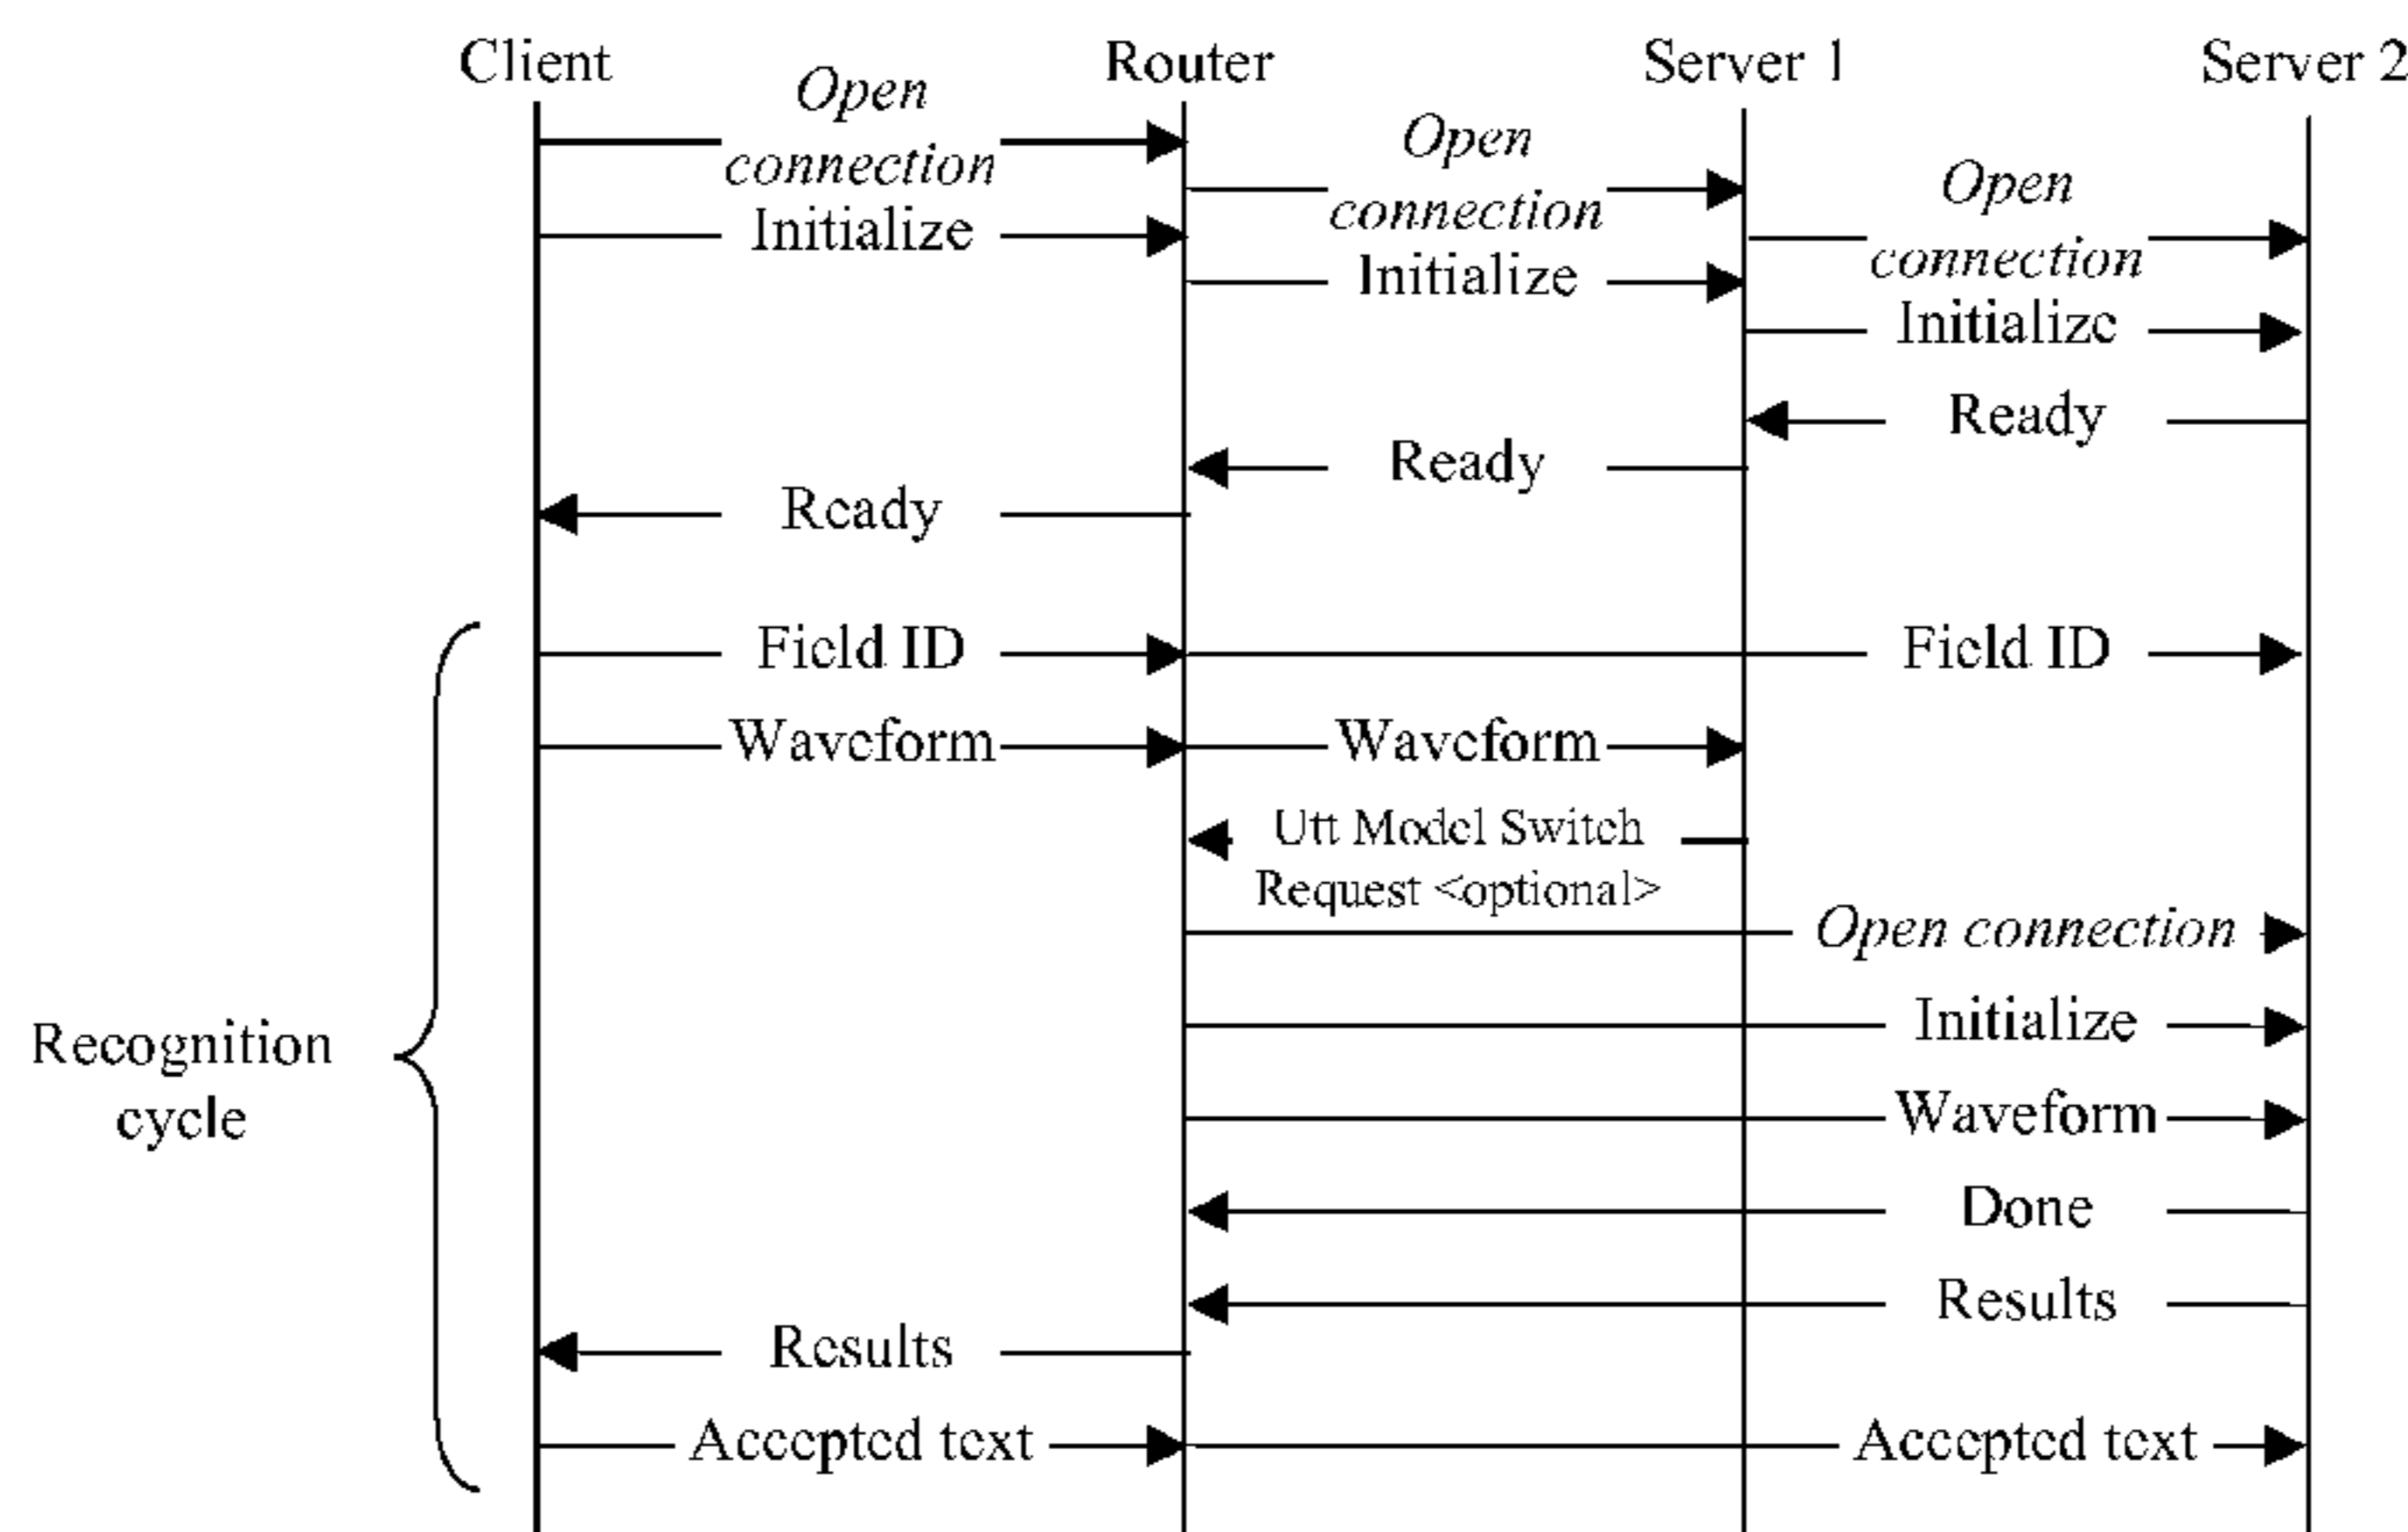 Client
Router
Server 1
Server 2
Open
connection
Open
connection
Open
connection
Initialize
Initialize
Initialize
Ready
Ready
Ready
Field ID
Field ID
Waveform
Waveform
Utt Model Switch
Request <optional>
Open connection
Initialize
Recognition
cycle
Waveform
Done
Results
Results
Accepted text
Accepted text